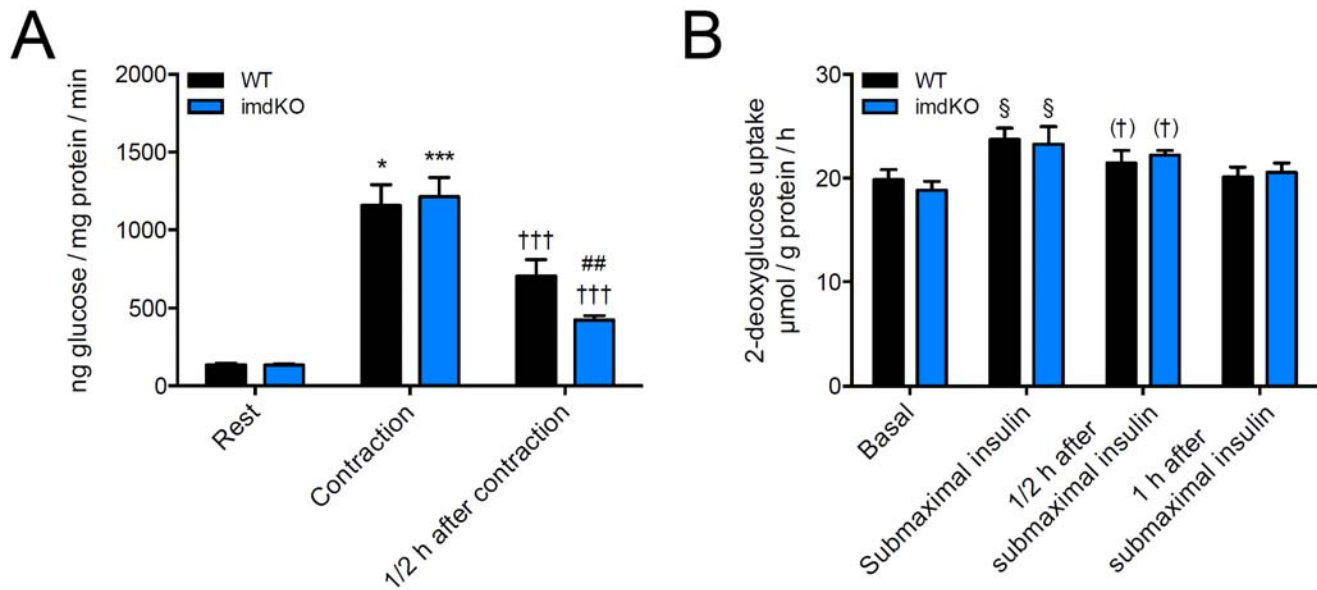 A
ng glucose / mg protein / min
2000
1500
1000
500
0
WT
imdKO
*
***
†††
##
†††
Rest
Contraction
1/2 h after contraction
B
2-deoxyglucose uptake
µmol / g protein / h
30
20
10
0
WT
imdKO
§
§
(†)
(†)
Basal
Submaximal insulin
1/2 h after
submaximal insulin
1 h after
submaximal insulin